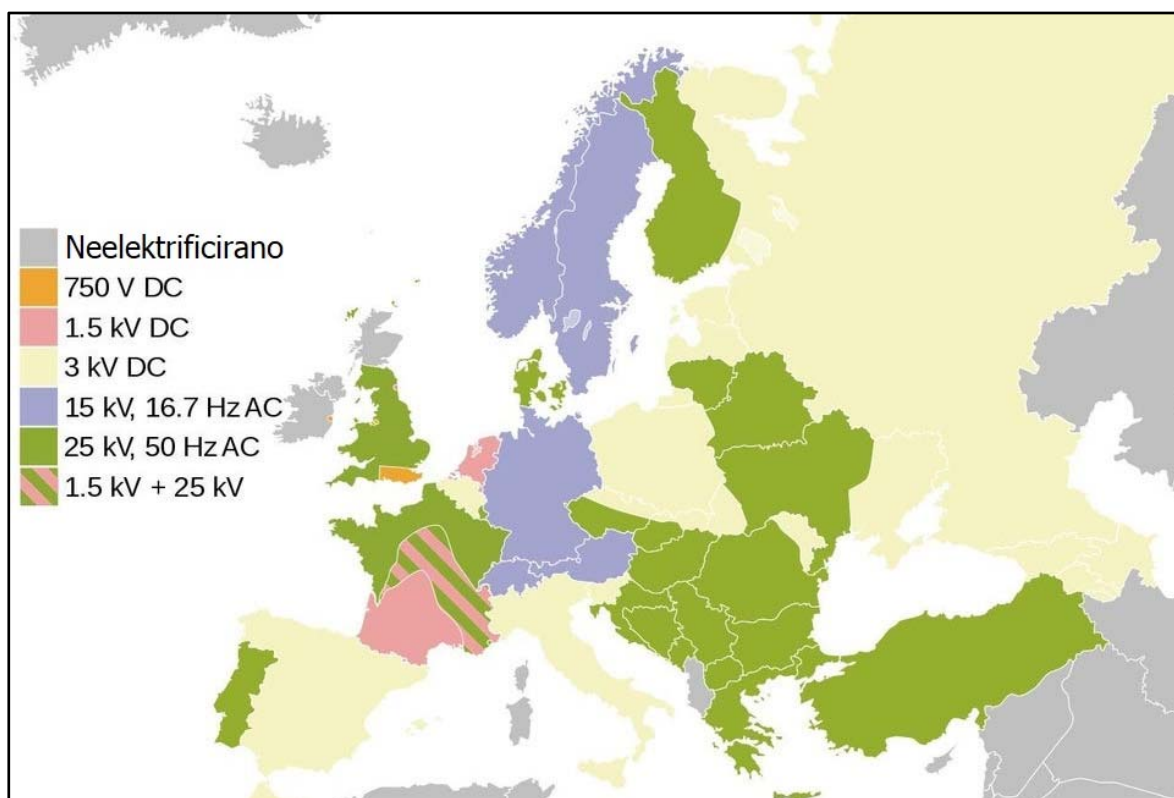 Neelektrificirano
750 V DC
1.5 kV DC
3 kV DC
15 kV, 16.7 Hz AC
25 kV, 50 Hz AC
1.5 kV + 25 kV